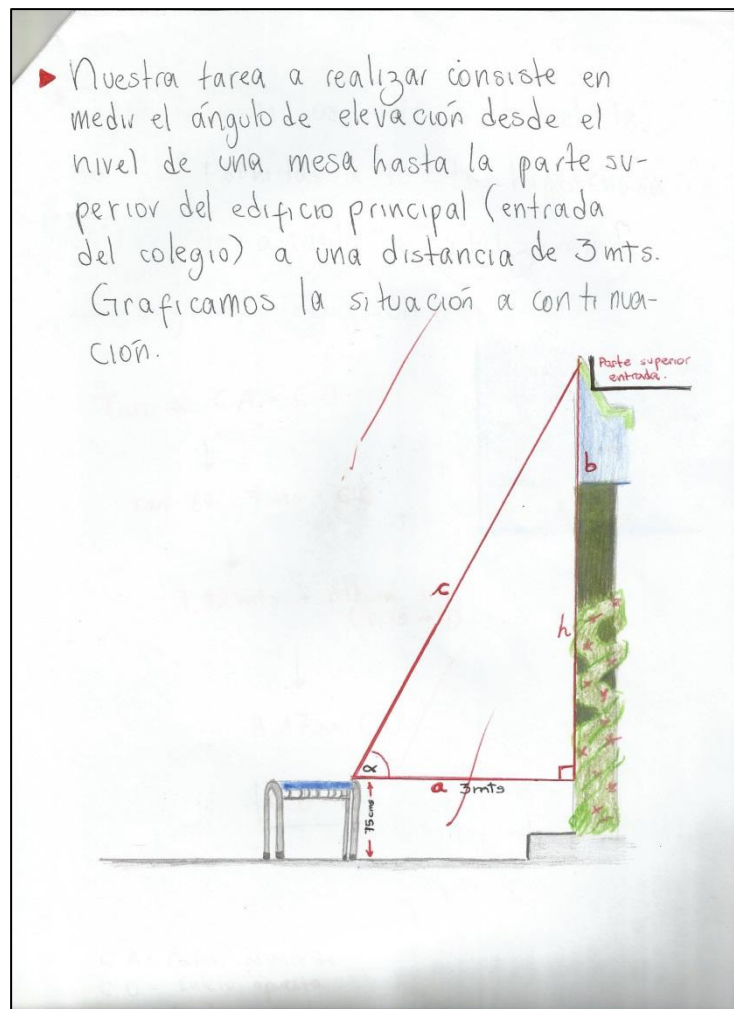 Nuestra tarea a realizar consiste en
medir el ángulo de elevación desde el
nivel de una mesa hasta la parte su-
perior del edificio principal (entrada
del colegio) a una distancia de 3 mts.
Graficamos la situación a continua-
ción.
Parte superior
entrada.
b
c
h
α
a 3mts
75 cms